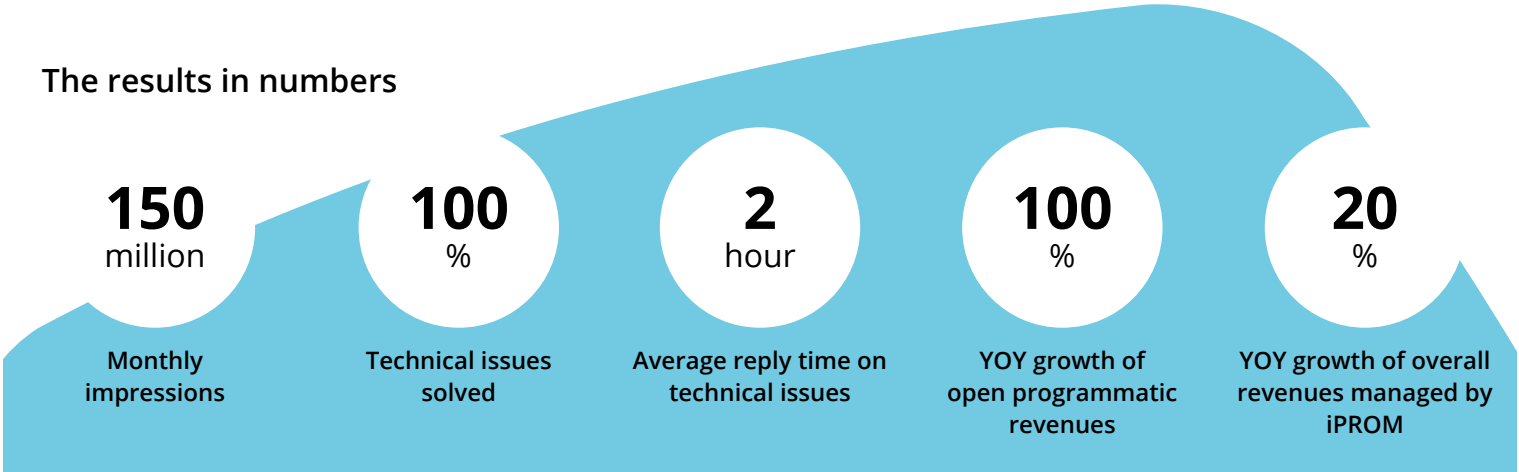 The results in numbers
150
million
Monthly
impressions
100
%
Technical issues
solved
2
hour
Average reply time on
technical issues
100
%
YOY growth of
open programmatic
revenues
20
%
YOY growth of overall
revenues managed by
iPROM